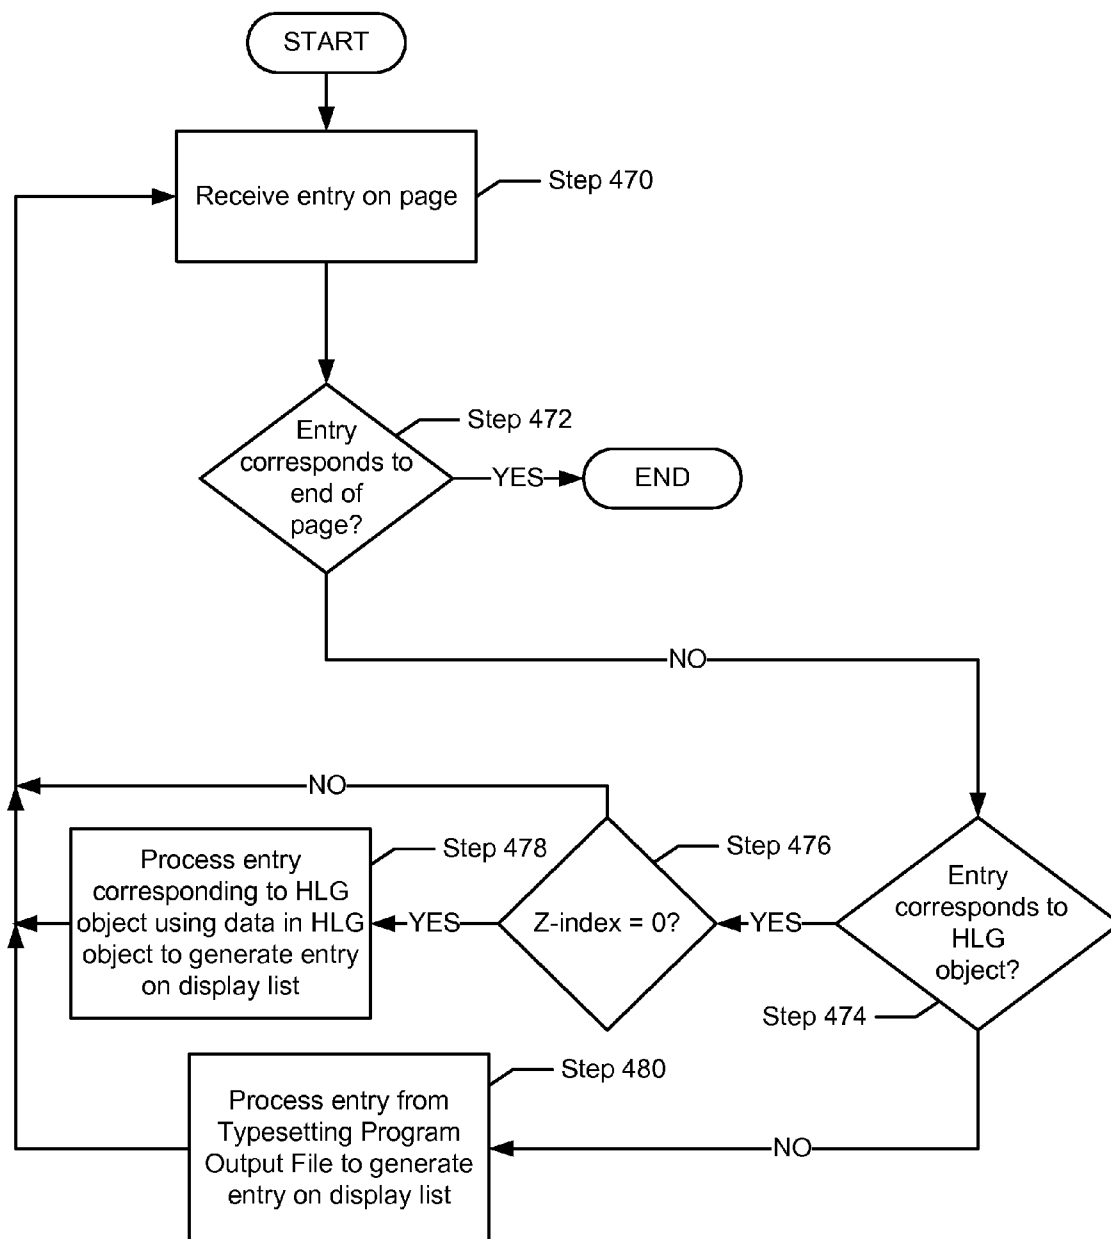 START
Receive entry on page
Step 470
Entry
corresponds to
end of
page?
Step 472
YES
END
NO
NO
Process entry
corresponding to HLG
object using data in HLG
object to generate entry
on display list
Step 478
YES
Z-index = 0?
Step 476
YES
Entry
corresponds to
HLG
object?
Step 474
Process entry from
Typesetting Program
Output File to generate
entry on display list
Step 480
NO